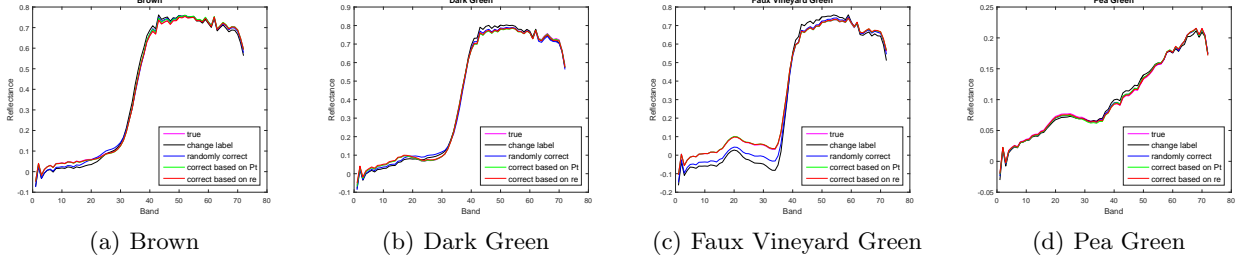 Brown
Dark Green
Faux Vineyard Green
Pea Green
0.8
0.7
0.6
0.5
0.4
0.3
0.2
0.1
0
-0.1
Reflectance
true
change label
randomly correct
correct based on Pt
correct based on re
0 10 20 30 40 50 60 70 80
Band
0.9
0.8
0.7
0.6
0.5
0.4
0.3
0.2
0.1
0
-0.1
Reflectance
true
change label
randomly correct
correct based on Pt
correct based on re
0 10 20 30 40 50 60 70 80
Band
0.8
0.7
0.6
0.5
0.4
0.3
0.2
0.1
0
-0.1
-0.2
Reflectance
true
change label
randomly correct
correct based on Pt
correct based on re
0 10 20 30 40 50 60 70 80
Band
0.25
0.2
0.15
0.1
0.05
0
-0.05
Reflectance
true
change label
randomly correct
correct based on Pt
correct based on re
0 10 20 30 40 50 60 70 80
Band
(a) Brown
(b) Dark Green
(c) Faux Vineyard Green
(d) Pea Green